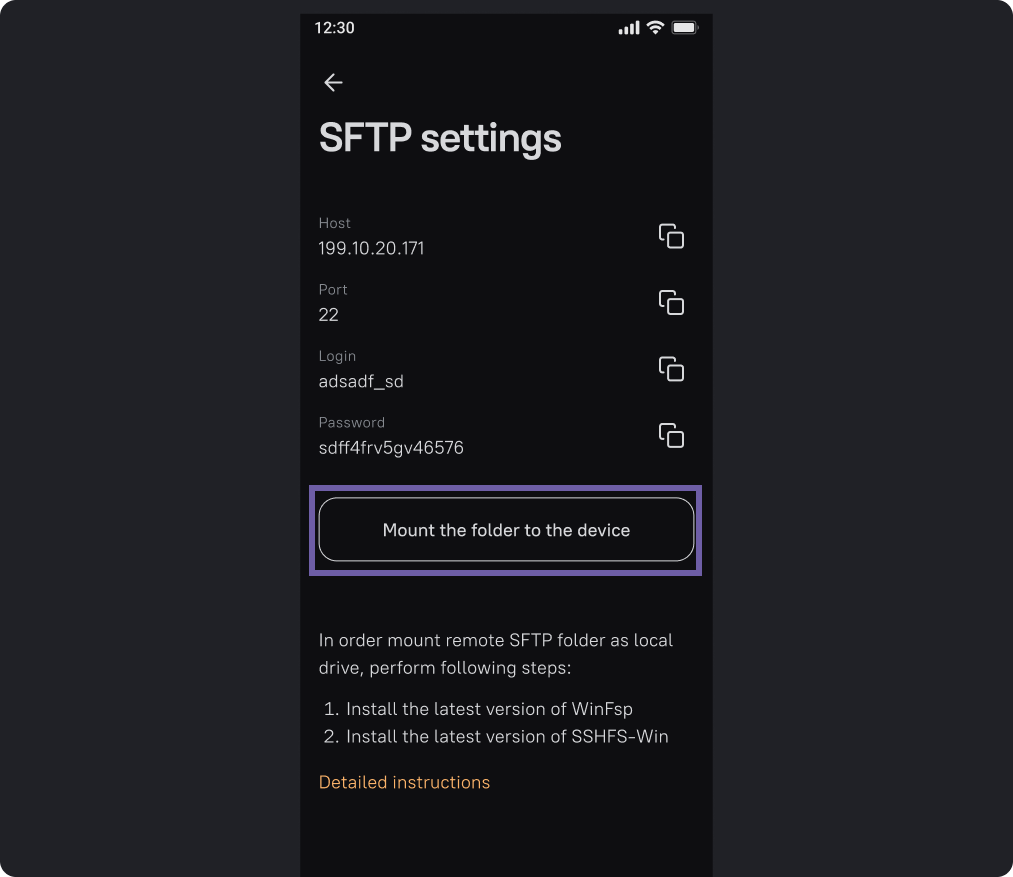 12:30
SFTP settings
Host
199.10.20.171
Port
22
Login
adsadf_sd
Password
sdff4frv5gv46576
Mount the folder to the device
In order mount remote SFTP folder as local
drive, perform following steps:
1. Install the latest version of WinFsp
2. Install the latest version of SSHFS-Win
Detailed instructions